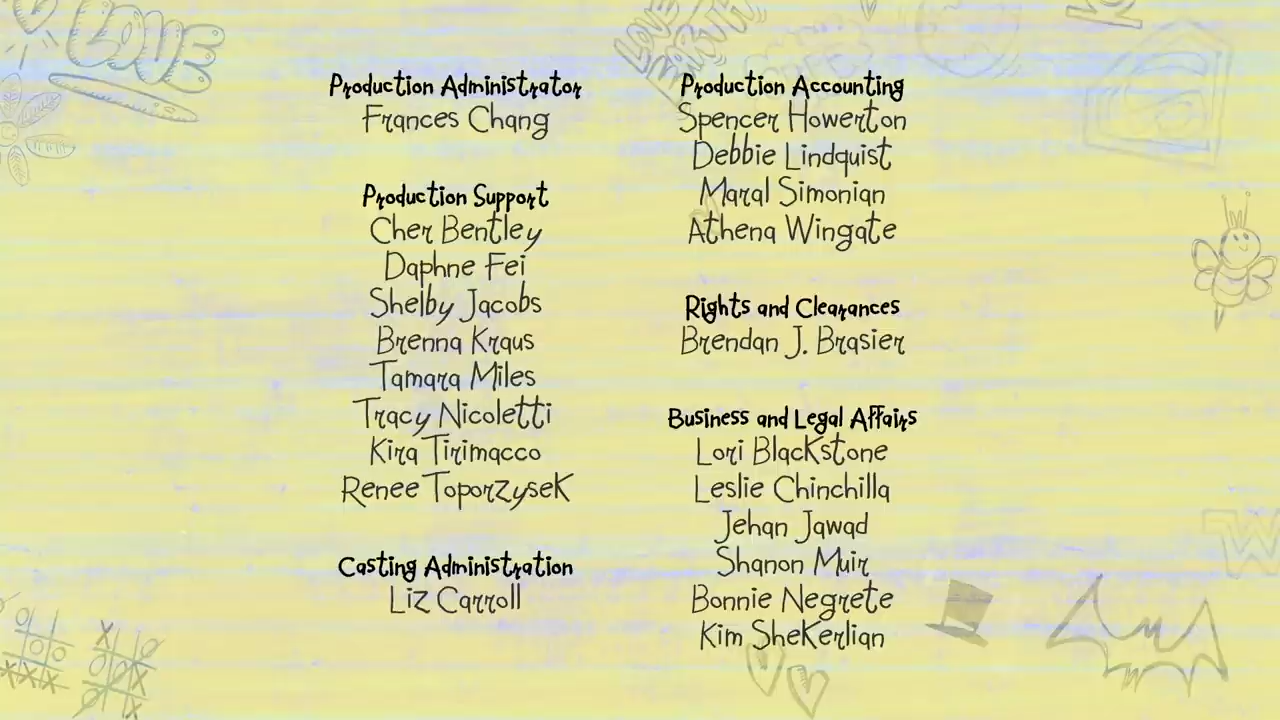 LOVE
LOVE
EARTH
Production Administrator
Frances Chang
Production Support
Cher Bentley
Daphne Fei
Shelby Jacobs
Brenna Kraus
Tamara Miles
Tracy Nicoletti
Kira Tirimacco
Renee Toporzysek
Casting Administration
Liz Carroll
Production Accounting
Spencer Howerton
Debbie Lindquist
Maral Simonian
Athena Wingate
Rights and Clearances
Brendan J. Brasier
Business and Legal Affairs
Lori Blackstone
Leslie Chinchilla
Jehan Jawad
Shanon Muir
Bonnie Negrete
Kim Shekerlian
W